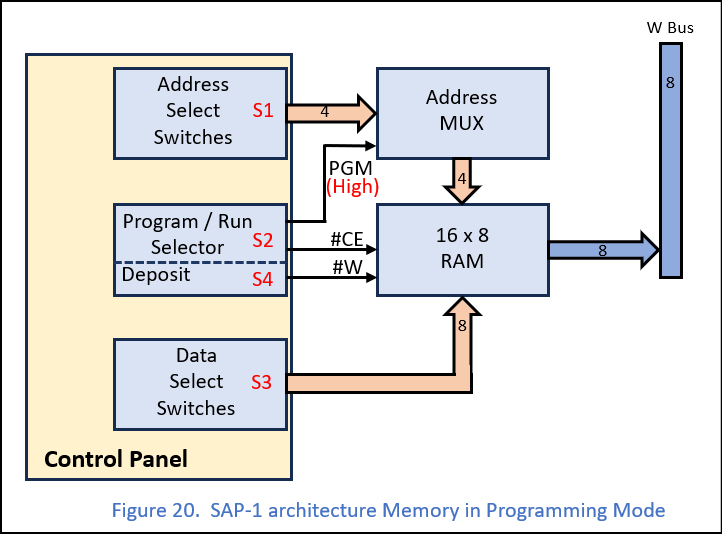 W Bus
Address
Select
Switches
S1
4
Address
MUX
8
PGM
(High)
4
Program / Run
Selector
S2
#CE
16 x 8
RAM
8
Deposit
S4
#W
8
Data
Select
Switches
S3
Control Panel
Figure 20.  SAP-1 architecture Memory in Programming Mode